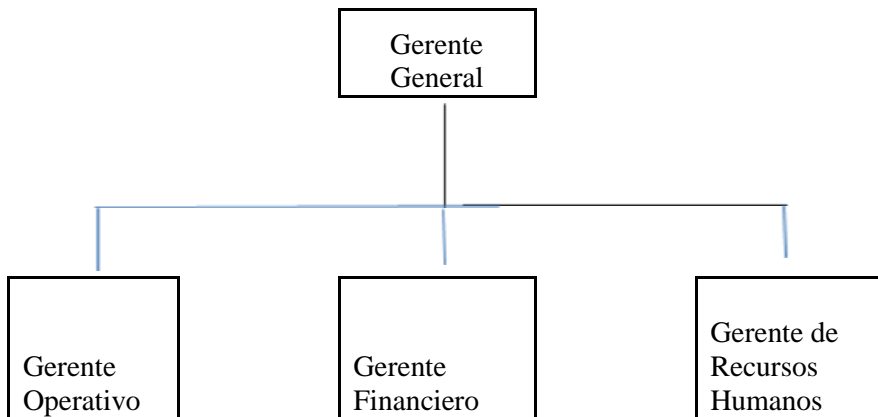 Gerente
General
Gerente
Operativo
Gerente
Financiero
Gerente de
Recursos
Humanos